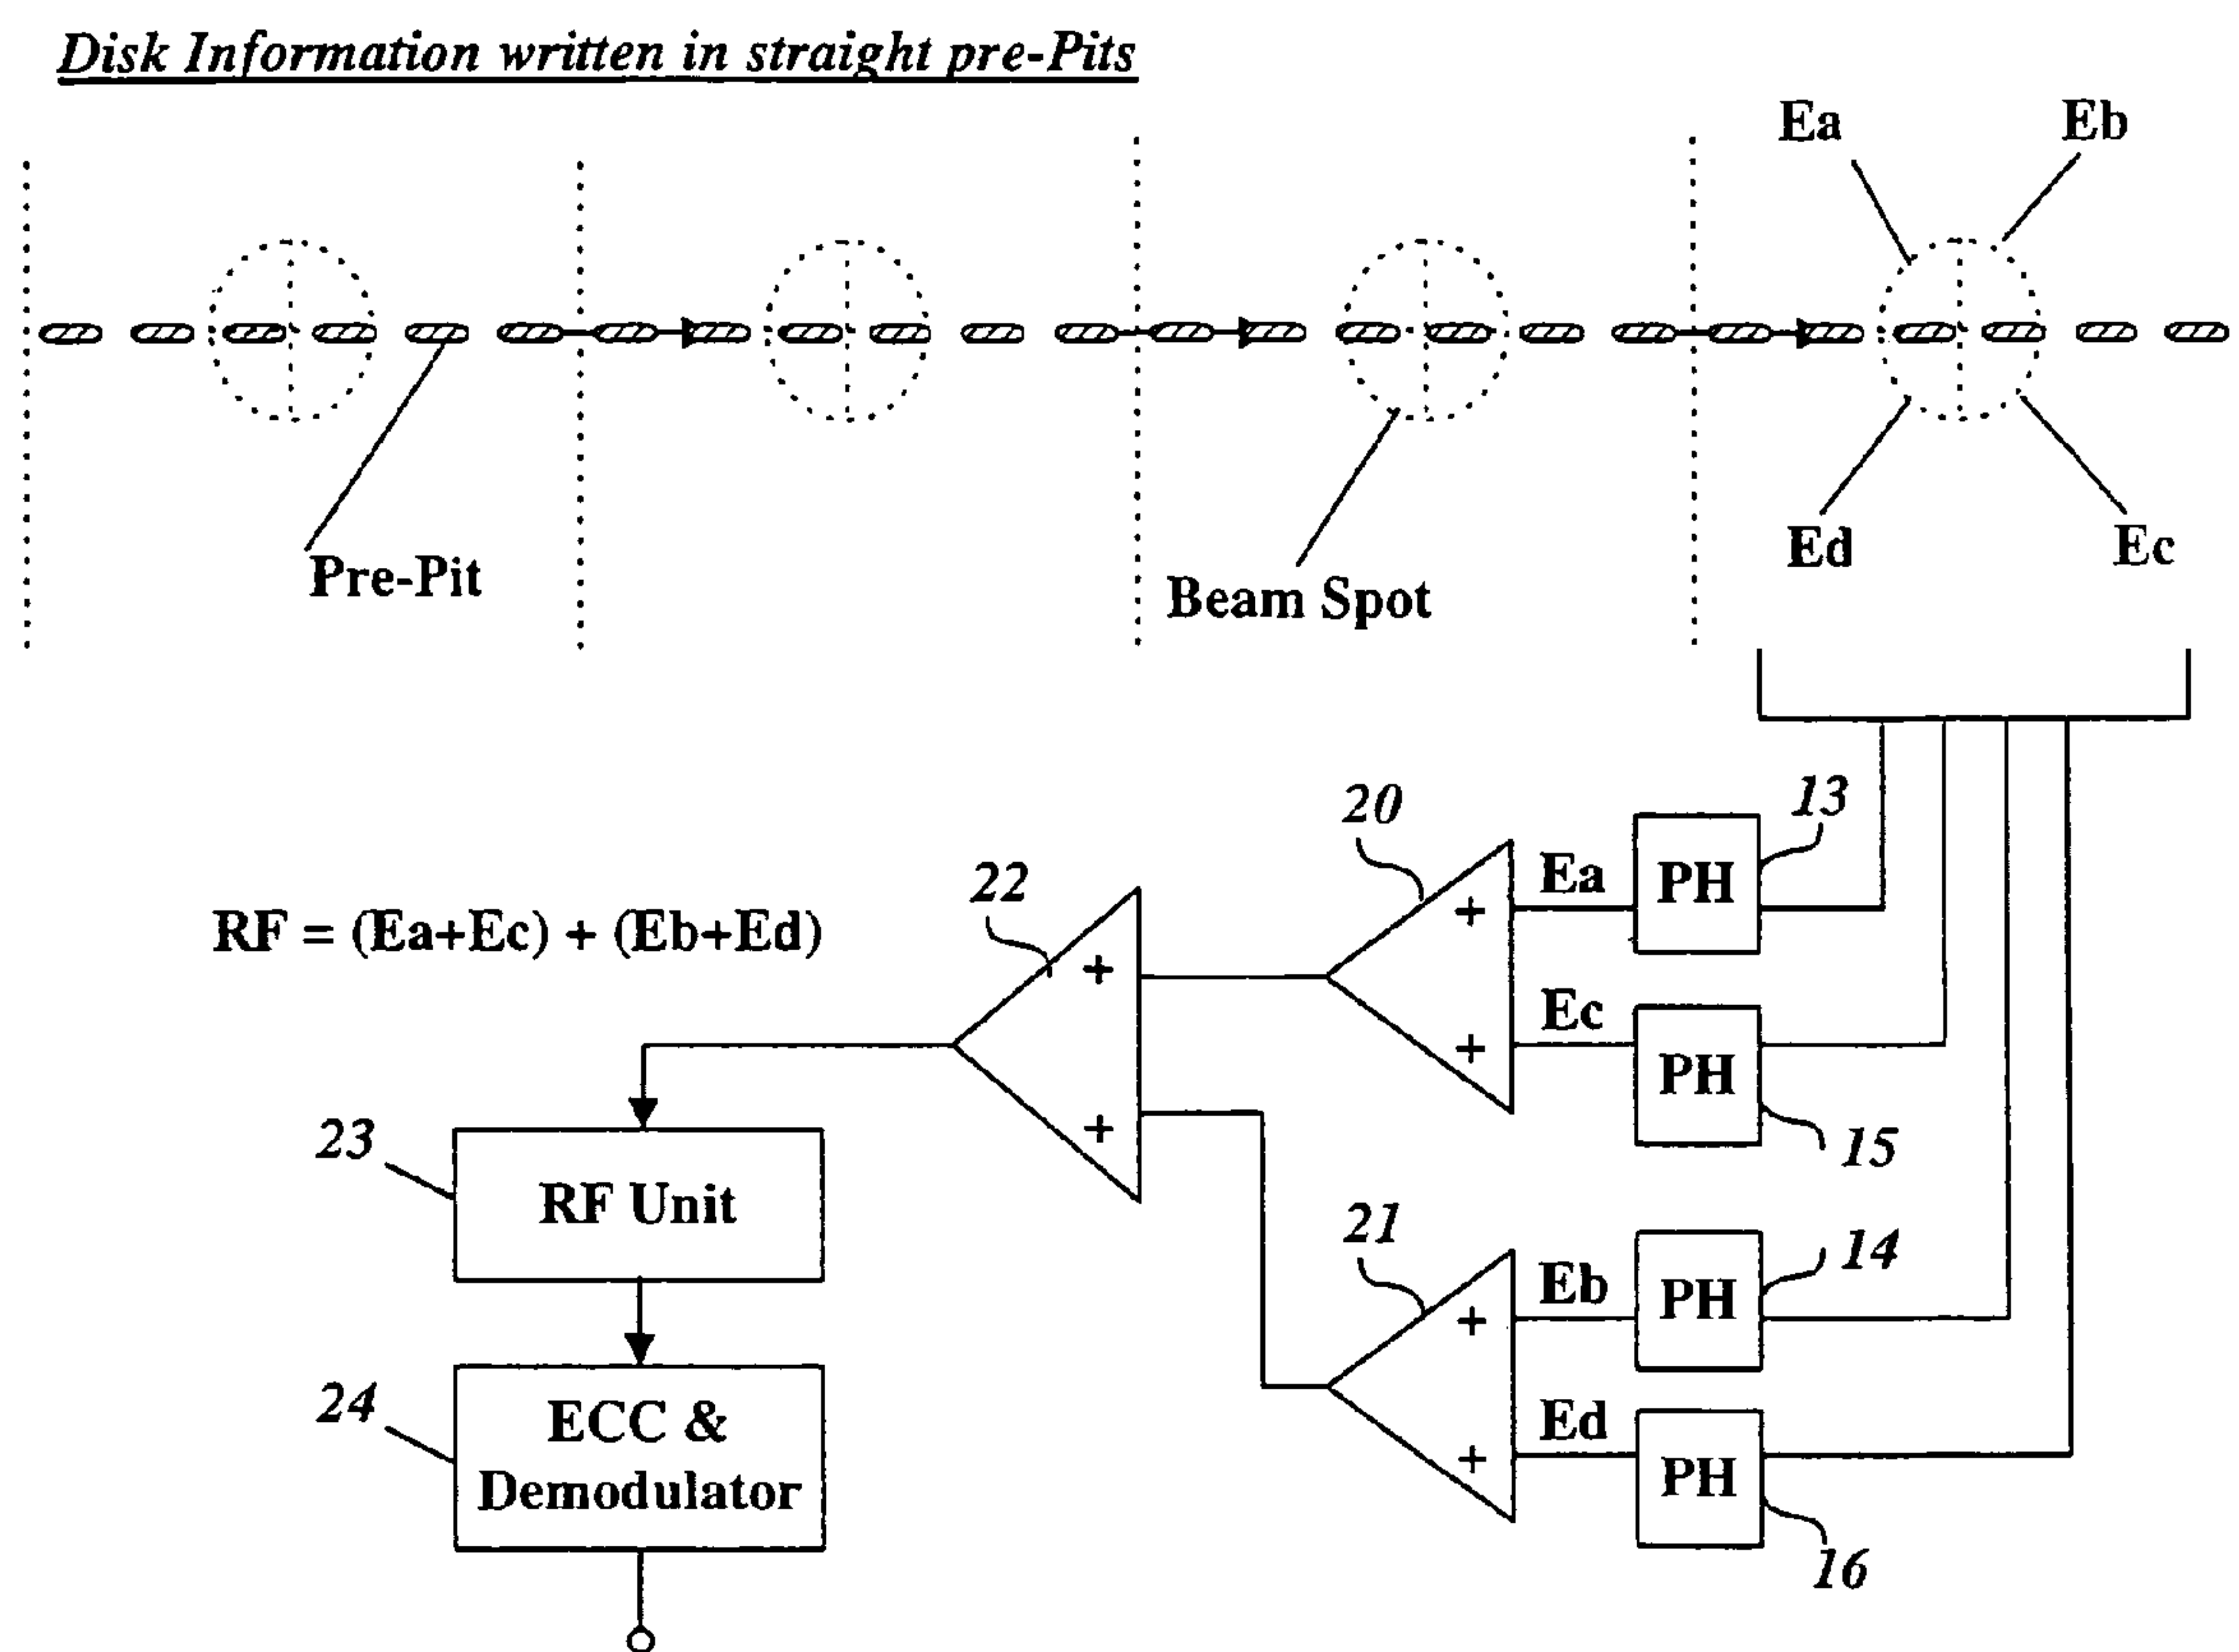 Disk Information written in straight pre-Pits
Ea
Eb
Pre-Pit
Beam Spot
Ed
Ec
RF = (Ea+Ec) + (Eb+Ed)
22
20
13
Ea
PH
+
+
Ec
+
PH
15
+
23
RF Unit
21
14
Eb
PH
+
24
ECC &
Demodulator
Ed
+
PH
16